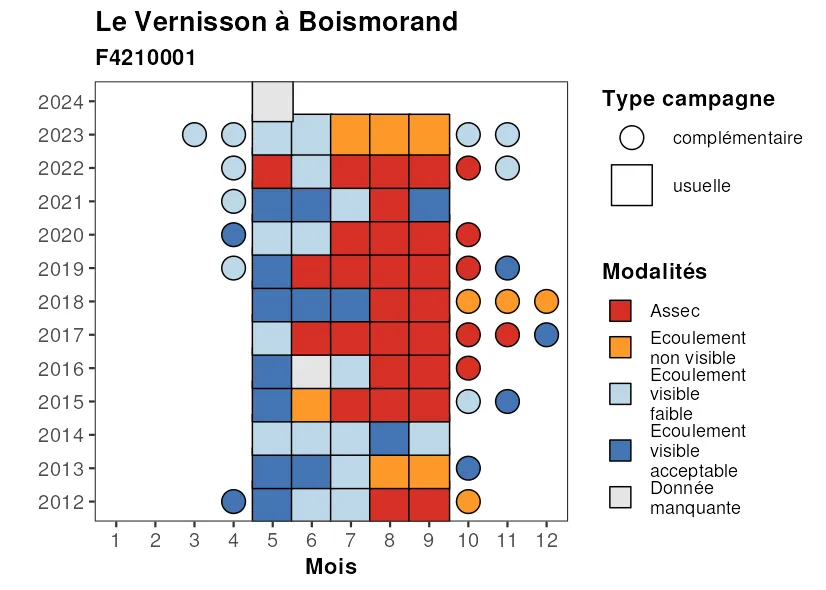 Le Vernisson à Boismorand
F4210001
2024
2023
2022
2021
2020
2019
2018
2017
2016
2015
2014
2013
2012
1 2 3 4 5 6 7 8 9 10 11 12
Mois
Type campagne
complémentaire
usuelle
Modalités
Assec
Ecoulement
non visible
Ecoulement
visible
faible
Ecoulement
visible
acceptable
Donnée
manquante